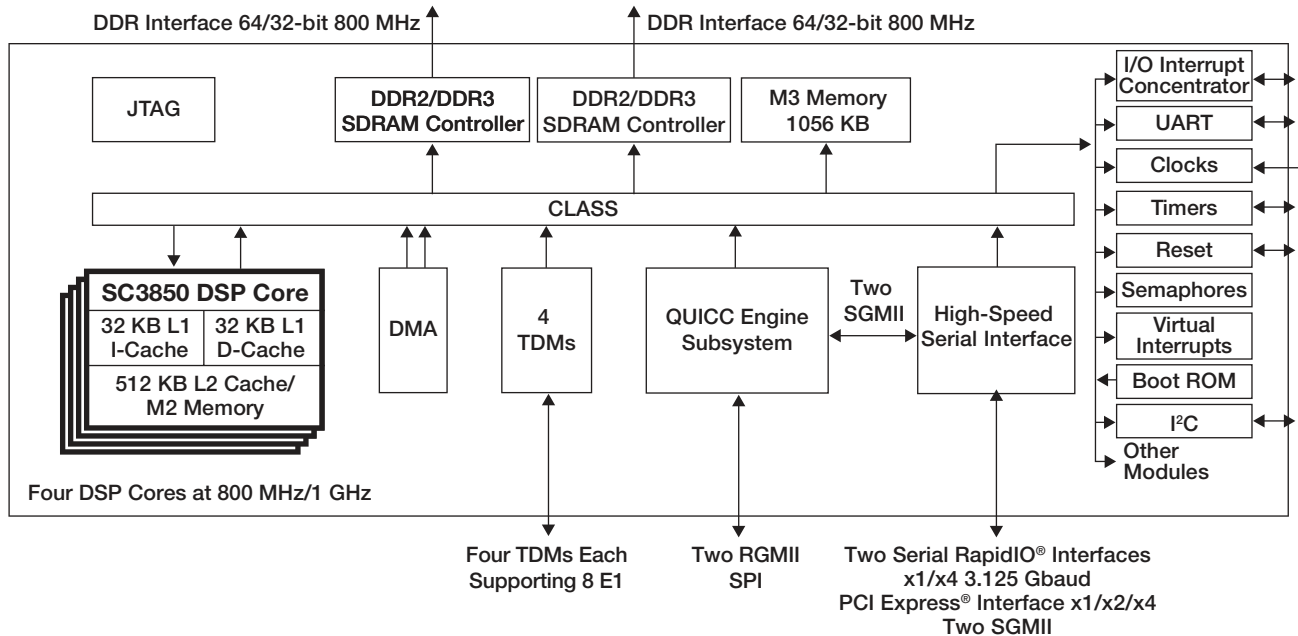 DDR Interface 64/32-bit 800 MHz
DDR Interface 64/32-bit 800 MHz
JTAG
DDR2/DDR3
SDRAM Controller
DDR2/DDR3
SDRAM Controller
M3 Memory
1056 KB
I/O Interrupt
Concentrator
UART
Clocks
Timers
Reset
Semaphores
Virtual
Interrupts
Boot ROM
I²C
Other
Modules
CLASS
SC3850 DSP Core
32 KB L1
I-Cache
32 KB L1
D-Cache
512 KB L2 Cache/
M2 Memory
DMA
4
TDMs
QUICC Engine
Subsystem
Two
SGMII
High-Speed
Serial Interface
Four DSP Cores at 800 MHz/1 GHz
Four TDMs Each
Supporting 8 E1
Two RGMII
SPI
Two Serial RapidIO® Interfaces
x1/x4 3.125 Gbaud
PCI Express® Interface x1/x2/x4
Two SGMII